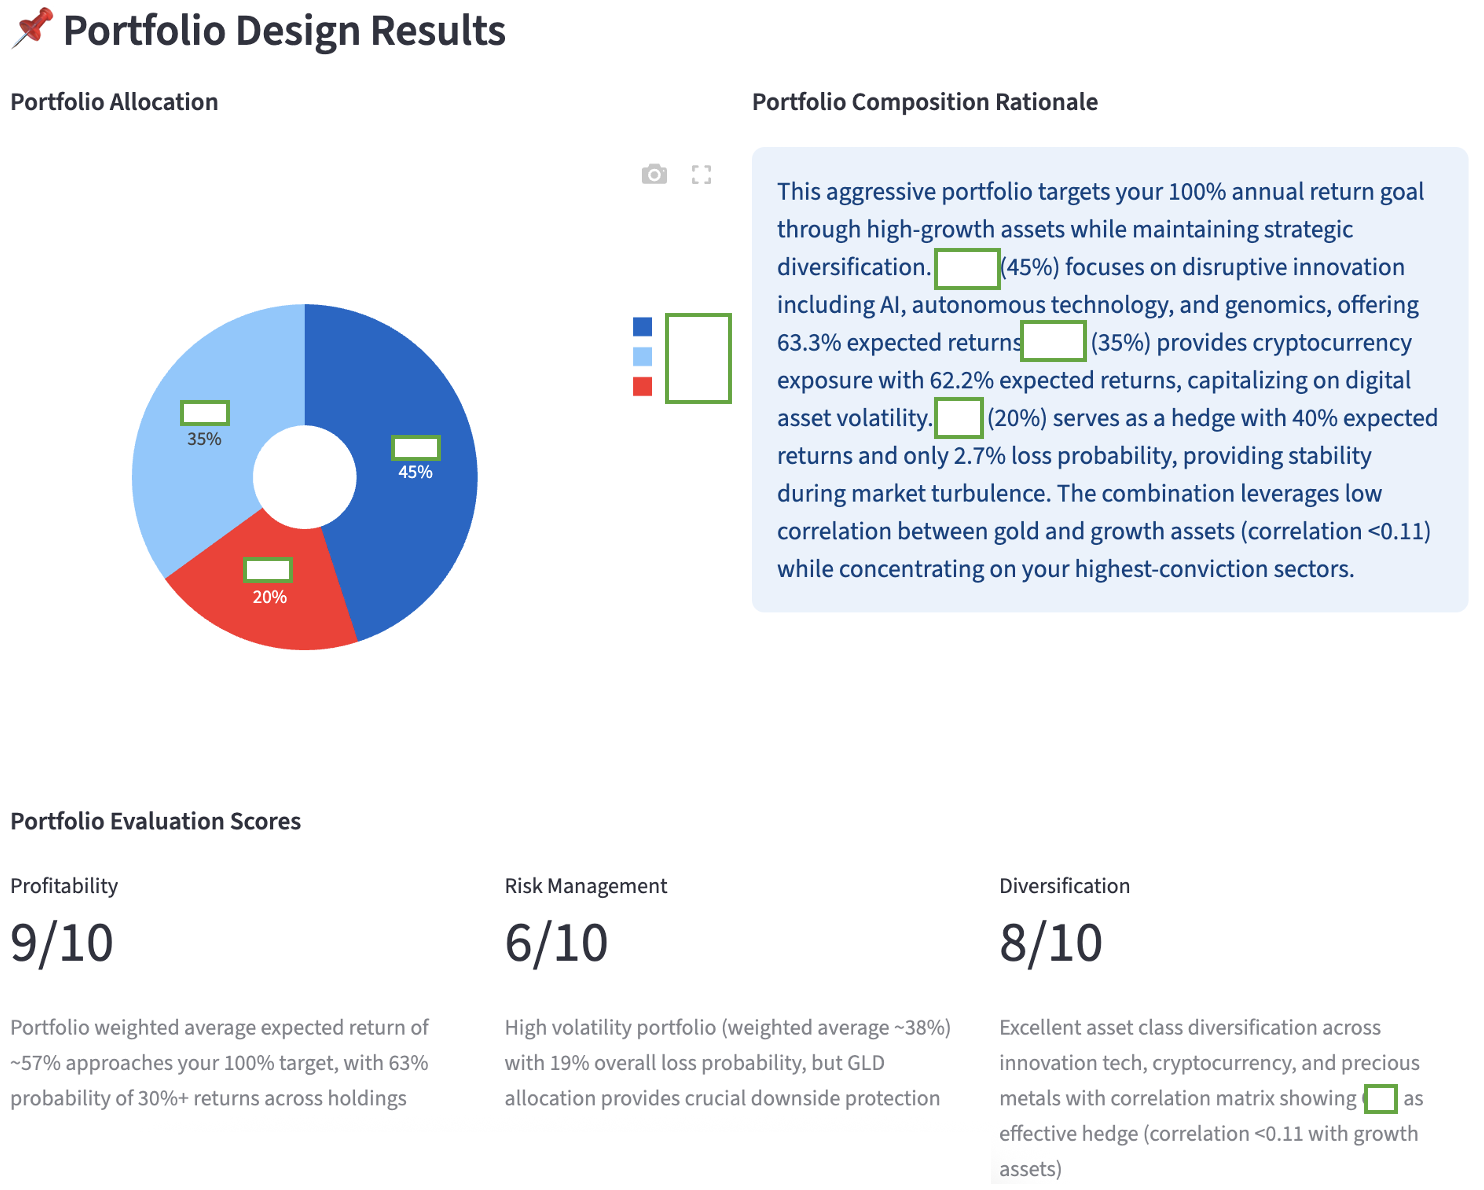 Portfolio Design Results
Portfolio Allocation
35%
45%
20%
Portfolio Composition Rationale
This aggressive portfolio targets your 100% annual return goal
through high-growth assets while maintaining strategic
diversification. (45%) focuses on disruptive innovation
including AI, autonomous technology, and genomics, offering
63.3% expected returns (35%) provides cryptocurrency
exposure with 62.2% expected returns, capitalizing on digital
asset volatility. (20%) serves as a hedge with 40% expected
returns and only 2.7% loss probability, providing stability
during market turbulence. The combination leverages low
correlation between gold and growth assets (correlation <0.11)
while concentrating on your highest-conviction sectors.
Portfolio Evaluation Scores
Profitability
9/10
Portfolio weighted average expected return of
~57% approaches your 100% target, with 63%
probability of 30%+ returns across holdings
Risk Management
6/10
High volatility portfolio (weighted average ~38%)
with 19% overall loss probability, but GLD
allocation provides crucial downside protection
Diversification
8/10
Excellent asset class diversification across
innovation tech, cryptocurrency, and precious
metals with correlation matrix showing as
effective hedge (correlation <0.11 with growth
assets)